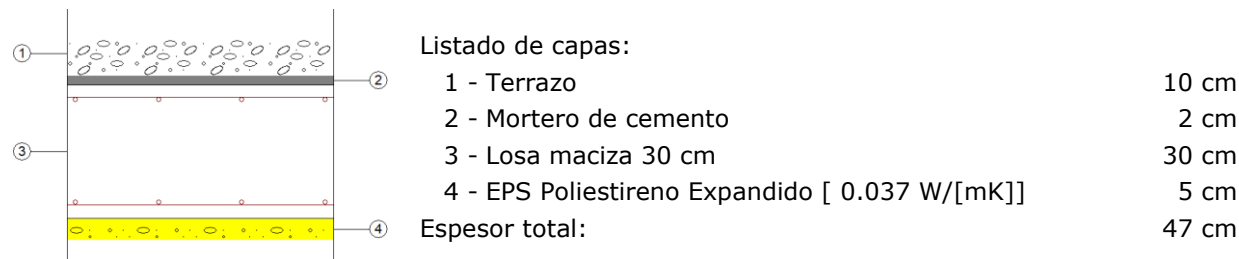 Listado de capas:
1 - Terrazo 10 cm
2 - Mortero de cemento 2 cm
3 - Losa maciza 30 cm 30 cm
4 - EPS Poliestireno Expandido [ 0.037 W/[mK]] 5 cm
Espesor total: 47 cm
1
2
3
4